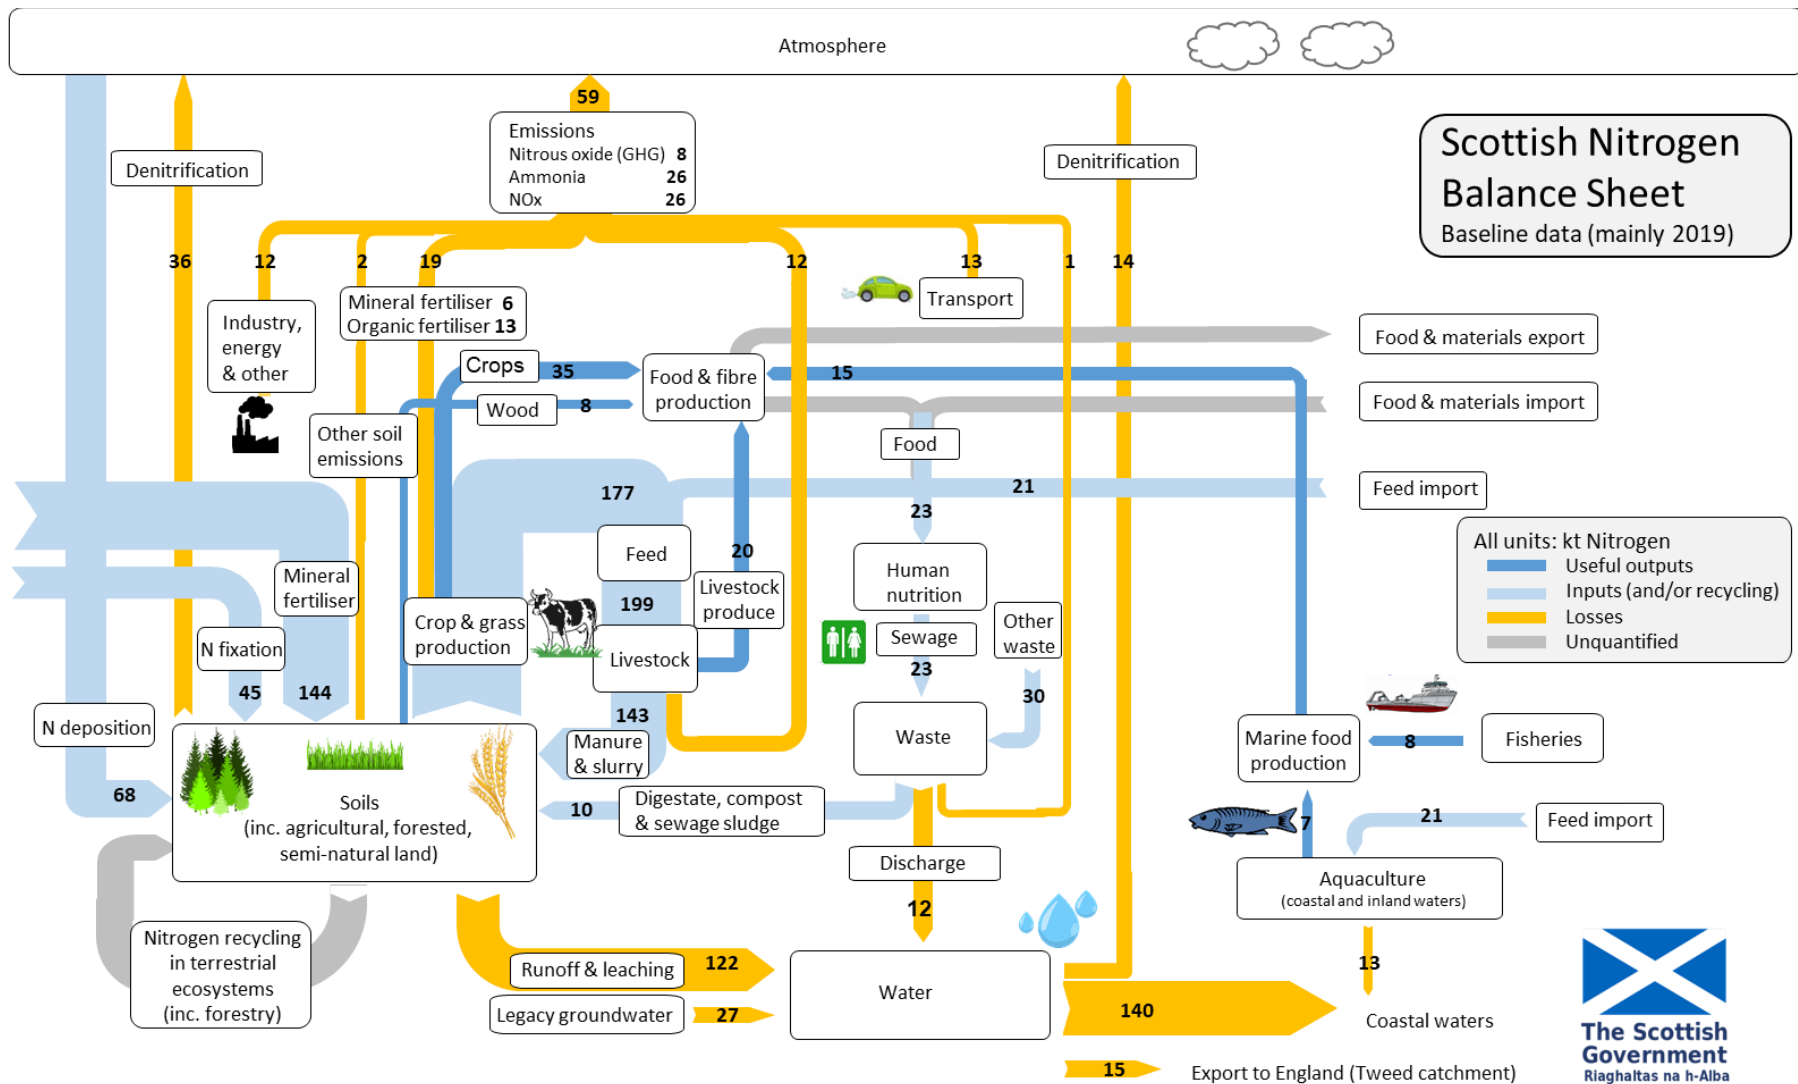 Atmosphere
59
Emissions
Nitrous oxide (GHG) 8
Ammonia 26
NOx 26
Denitrification
Denitrification
Scottish Nitrogen
Balance Sheet
Baseline data (mainly 2019)
36
12
2
19
12
13
1
14
Mineral fertiliser 6
Organic fertiliser 13
Transport
Industry,
energy
& other
Food & materials export
Crops
35
Food & fibre
production
15
Wood
8
Food & materials import
Other soil
emissions
Food
177
21
Feed import
23
Feed
20
All units: kt Nitrogen
Useful outputs
Inputs (and/or recycling)
Losses
Unquantified
Mineral
fertiliser
Human
nutrition
Livestock
produce
199
Crop & grass
production
Other
waste
Sewage
N fixation
Livestock
23
45
144
30
143
N deposition
Manure
& slurry
Waste
Marine food
production
8
Fisheries
68
Soils
(inc. agricultural, forested,
semi-natural land)
10
Digestate, compost
& sewage sludge
7
21
Feed import
Discharge
Aquaculture
(coastal and inland waters)
12
Nitrogen recycling
in terrestrial
ecosystems
(inc. forestry)
Runoff & leaching
122
13
Water
Legacy groundwater
27
140
Coastal waters
The Scottish
Government
Riaghaltas na h-Alba
15
Export to England (Tweed catchment)